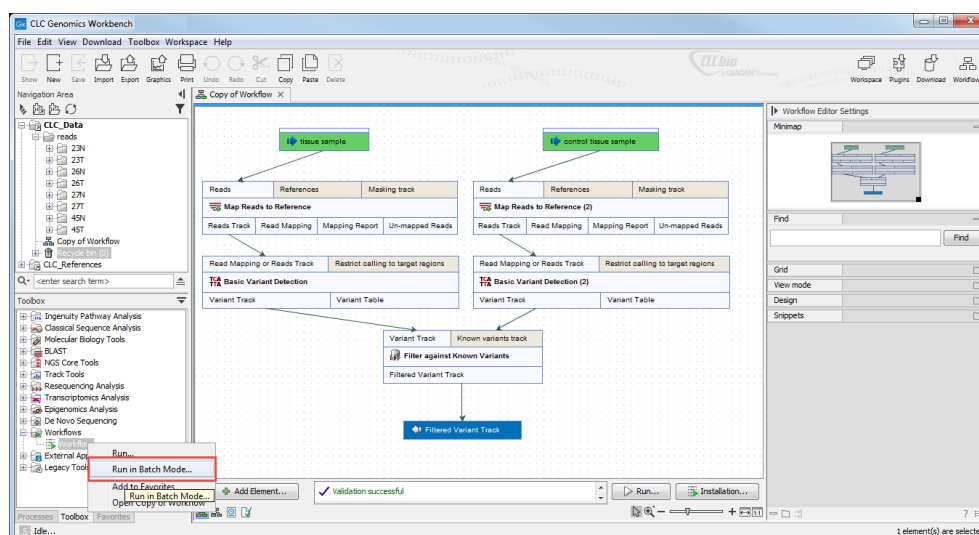 CLC Genomics Workbench
File Edit View Download Toolbox Workspace Help
Show New Save Import Export Graphics Print Undo Redo Cut Copy Paste Delete
CLCbio
Workspace Plugins Download Workflow
Navigation Area
Copy of Workflow
CLC_Data
reads
23N
23T
26N
26T
27N
27T
45N
45T
Copy of Workflow
Recycle bin (0)
CLC_References
<enter search term>
Toolbox
Ingenuity Pathway Analysis
Classical Sequence Analysis
Molecular Biology Tools
BLAST
NGS Core Tools
Track Tools
Resequencing Analysis
Transcriptomics Analysis
Epigenomics Analysis
De Novo Sequencing
Workflows
Workflo
External App
Legacy Tool
Run...
Run in Batch Mode...
Add to Favorites
Run in Batch Mode...
Open Copy of Workflow
Processes Toolbox Favorites
Idle...
tissue sample
control tissue sample
Reads References Masking track
Map Reads to Reference
Reads Track Read Mapping Mapping Report Un-mapped Reads
Reads References Masking track
Map Reads to Reference (2)
Reads Track Read Mapping Mapping Report Un-mapped Reads
Read Mapping or Reads Track Restrict calling to target regions
Basic Variant Detection
Variant Track Variant Table
Read Mapping or Reads Track Restrict calling to target regions
Basic Variant Detection (2)
Variant Track Variant Table
Variant Track Known variants track
Filter against Known Variants
Filtered Variant Track
Filtered Variant Track
Add Element...
Validation successful
Run...
Installation...
Workflow Editor Settings
Minimap
Find
Find
Grid
View mode
Design
Snippets
1 element(s) are selecte